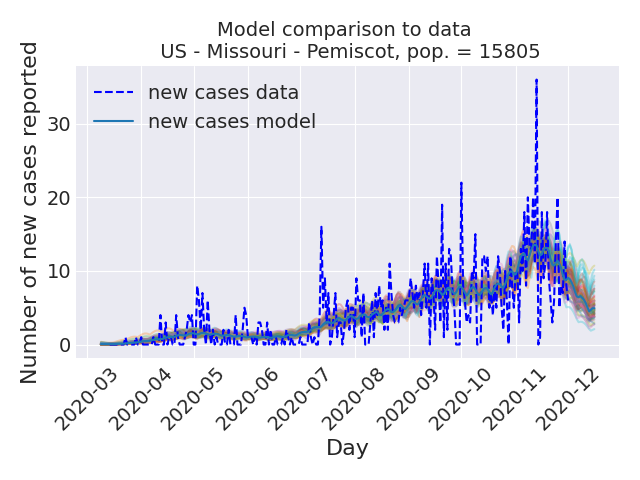 Model comparison to data
US - Missouri - Pemiscot, pop. = 15805
new cases data
new cases model
Number of new cases reported
30
20
10
0
2020-03
2020-04
2020-05
2020-06
2020-07
2020-08
2020-09
2020-10
2020-11
2020-12
Day